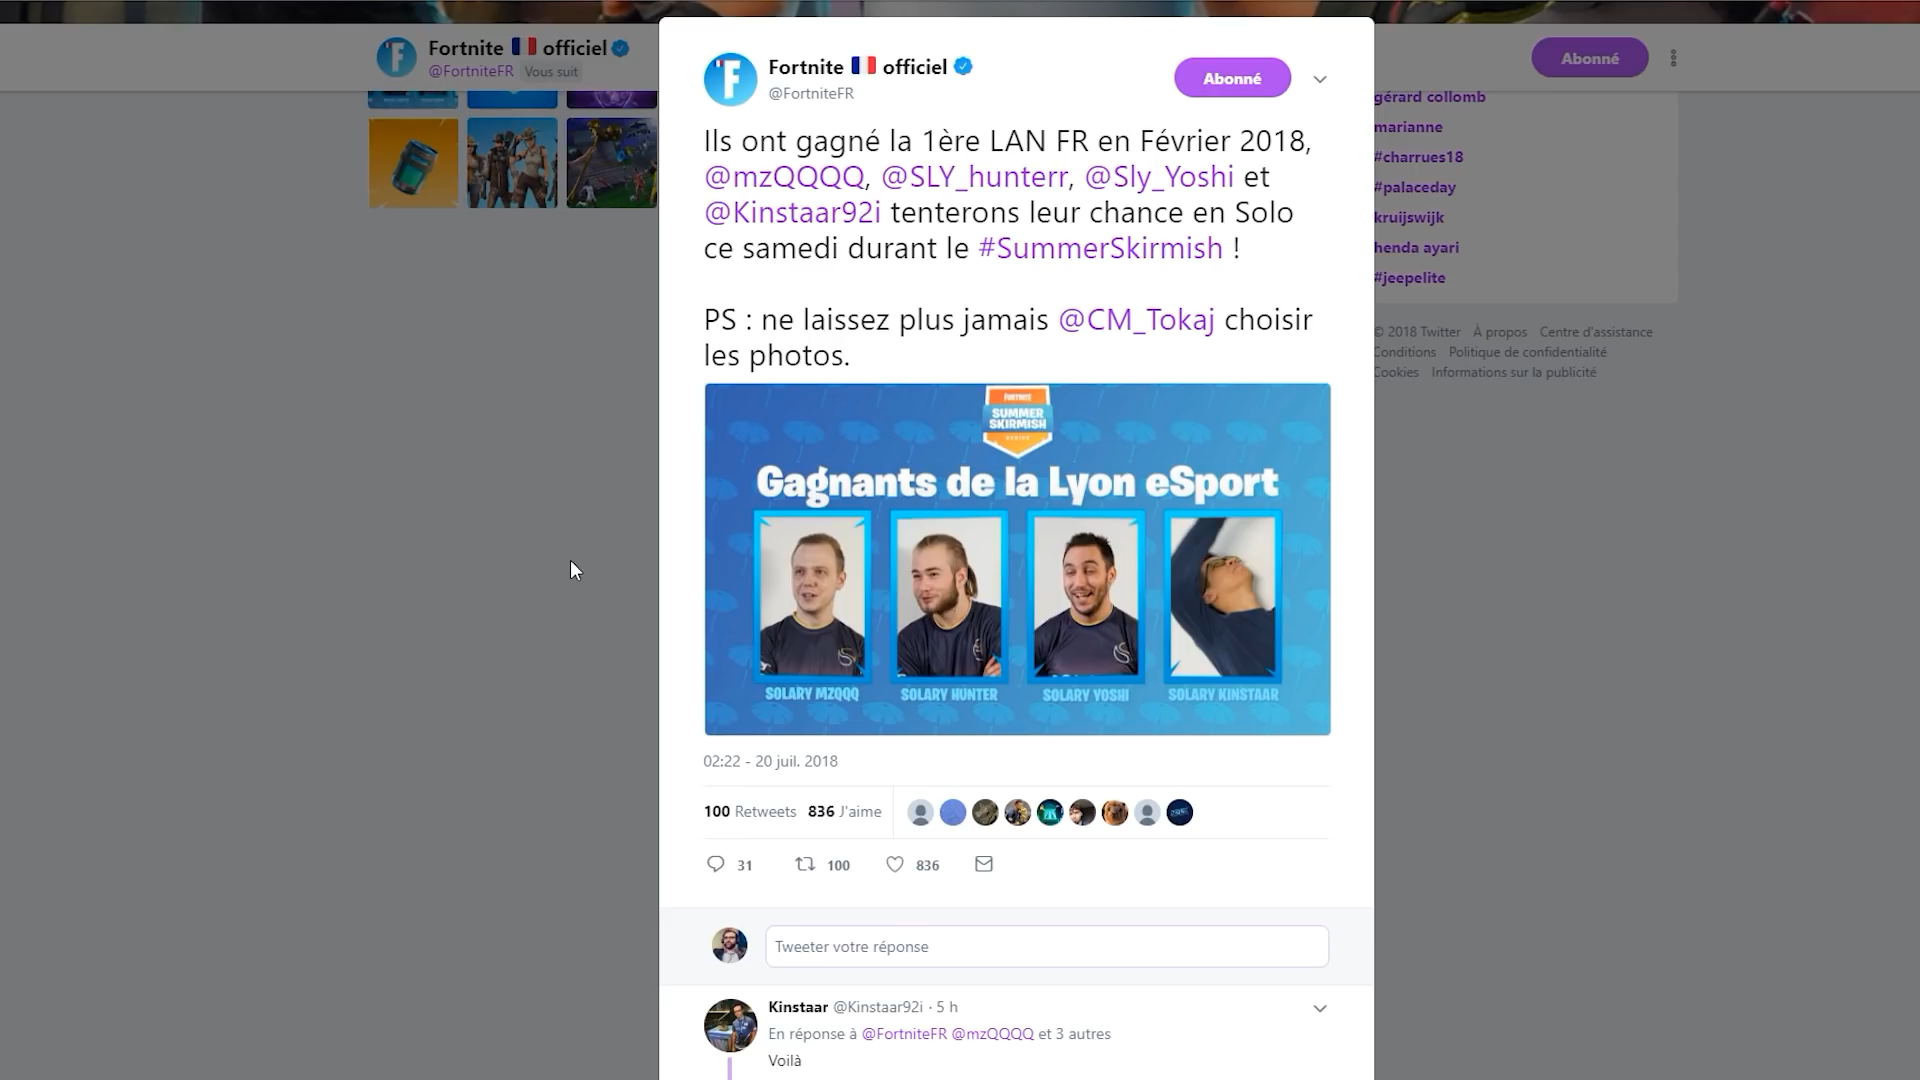 Fortnite officiel
@FortniteFR Vous suit
Abonné
Fortnite officiel
@FortniteFR
Abonné
Ils ont gagné la 1ère LAN FR en Février 2018,
@mzQQQQ, @SLY_hunterr, @Sly_Yoshi et
@Kinstaar92i tenterons leur chance en Solo
ce samedi durant le #SummerSkirmish !
PS : ne laissez plus jamais @CM_Tokaj choisir
les photos.
FORTNITE
SUMMER
SKIRMISH
Gagnants de la Lyon eSport
SOLARY MZQQQ SOLARY HUNTER SOLARY YOSHI SOLARY KINSTAAR
02:22 - 20 juil. 2018
100 Retweets 836 J'aime
31 100 836
Tweeter votre réponse
Kinstaar @Kinstaar92i · 5 h
En réponse à @FortniteFR @mzQQQQ et 3 autres
Voilà
gérard collomb
marianne
#charrues18
#palaceday
kruijswijk
henda ayari
#jeepelite
© 2018 Twitter À propos Centre d'assistance
Conditions Politique de confidentialité
Cookies Informations sur la publicité